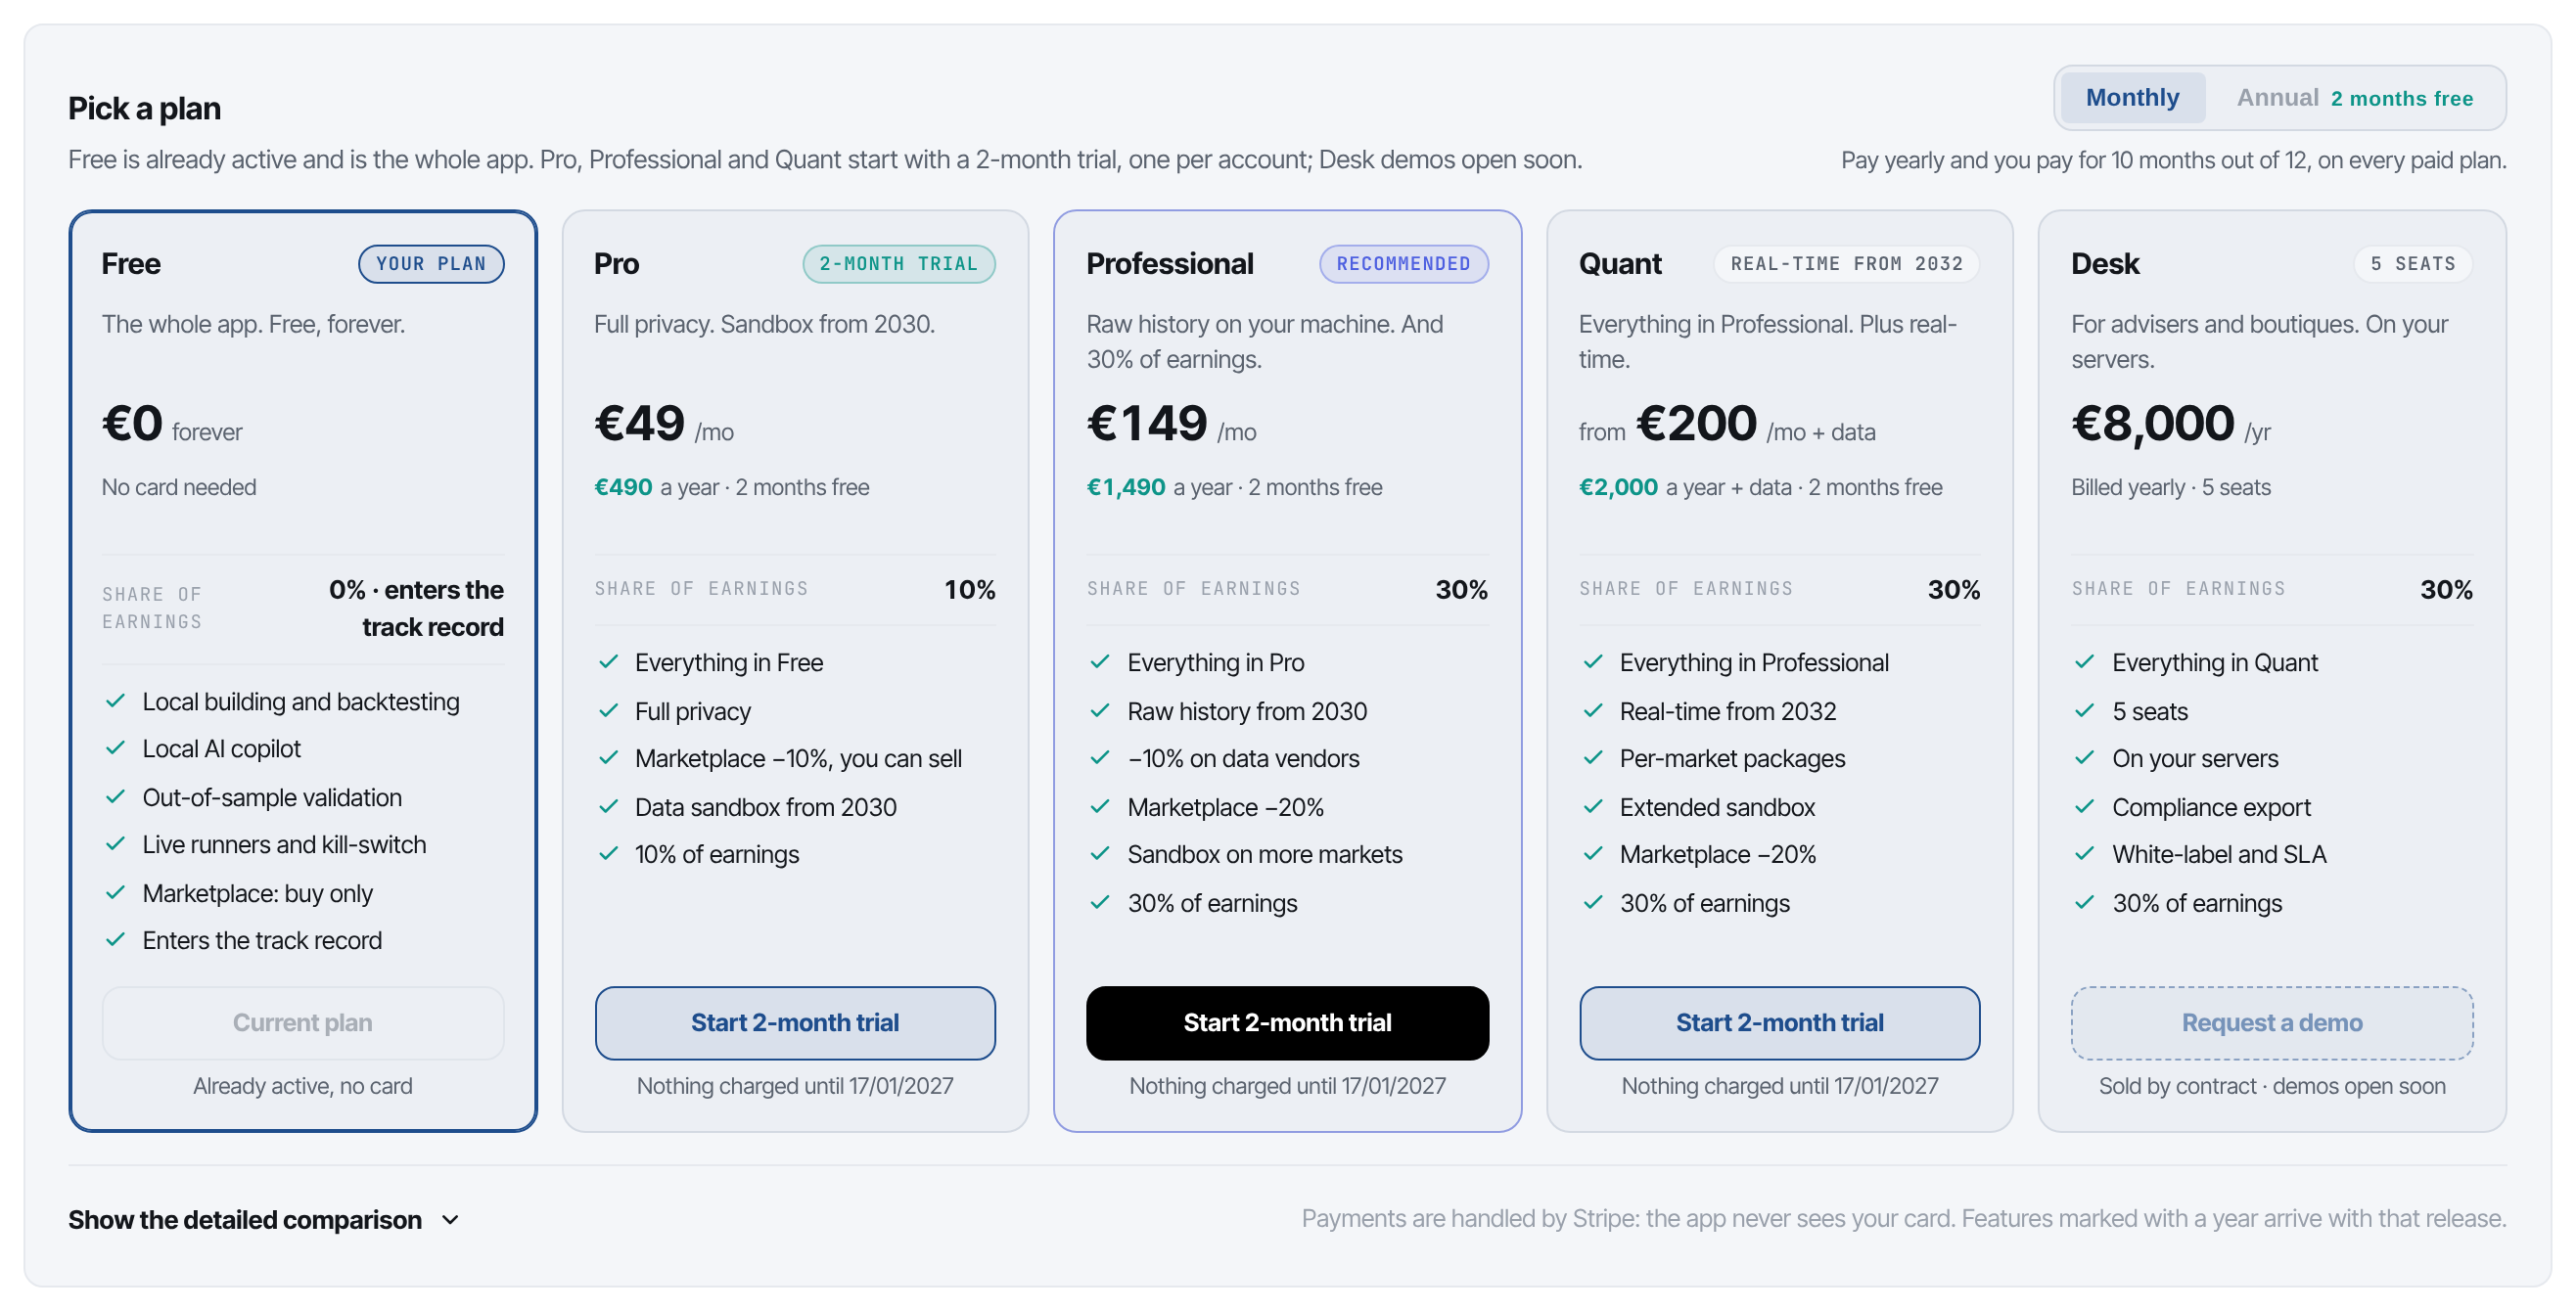 Pick a plan
Monthly Annual 2 months free
Free is already active and is the whole app. Pro, Professional and Quant start with a 2-month trial, one per account; Desk demos open soon.
Pay yearly and you pay for 10 months out of 12, on every paid plan.
Free YOUR PLAN
The whole app. Free, forever.
€0 forever
No card needed
SHARE OF
EARNINGS
0% · enters the
track record
Local building and backtesting
Local AI copilot
Out-of-sample validation
Live runners and kill-switch
Marketplace: buy only
Enters the track record
Current plan
Already active, no card
Pro 2-MONTH TRIAL
Full privacy. Sandbox from 2030.
€49 /mo
€490 a year · 2 months free
SHARE OF EARNINGS 10%
Everything in Free
Full privacy
Marketplace −10%, you can sell
Data sandbox from 2030
10% of earnings
Start 2-month trial
Nothing charged until 17/01/2027
Professional RECOMMENDED
Raw history on your machine. And
30% of earnings.
€149 /mo
€1,490 a year · 2 months free
SHARE OF EARNINGS 30%
Everything in Pro
Raw history from 2030
−10% on data vendors
Marketplace −20%
Sandbox on more markets
30% of earnings
Start 2-month trial
Nothing charged until 17/01/2027
Quant REAL-TIME FROM 2032
Everything in Professional. Plus real-
time.
from €200 /mo + data
€2,000 a year + data · 2 months free
SHARE OF EARNINGS 30%
Everything in Professional
Real-time from 2032
Per-market packages
Extended sandbox
Marketplace −20%
30% of earnings
Start 2-month trial
Nothing charged until 17/01/2027
Desk 5 SEATS
For advisers and boutiques. On your
servers.
€8,000 /yr
Billed yearly · 5 seats
SHARE OF EARNINGS 30%
Everything in Quant
5 seats
On your servers
Compliance export
White-label and SLA
30% of earnings
Request a demo
Sold by contract · demos open soon
Show the detailed comparison
Payments are handled by Stripe: the app never sees your card. Features marked with a year arrive with that release.